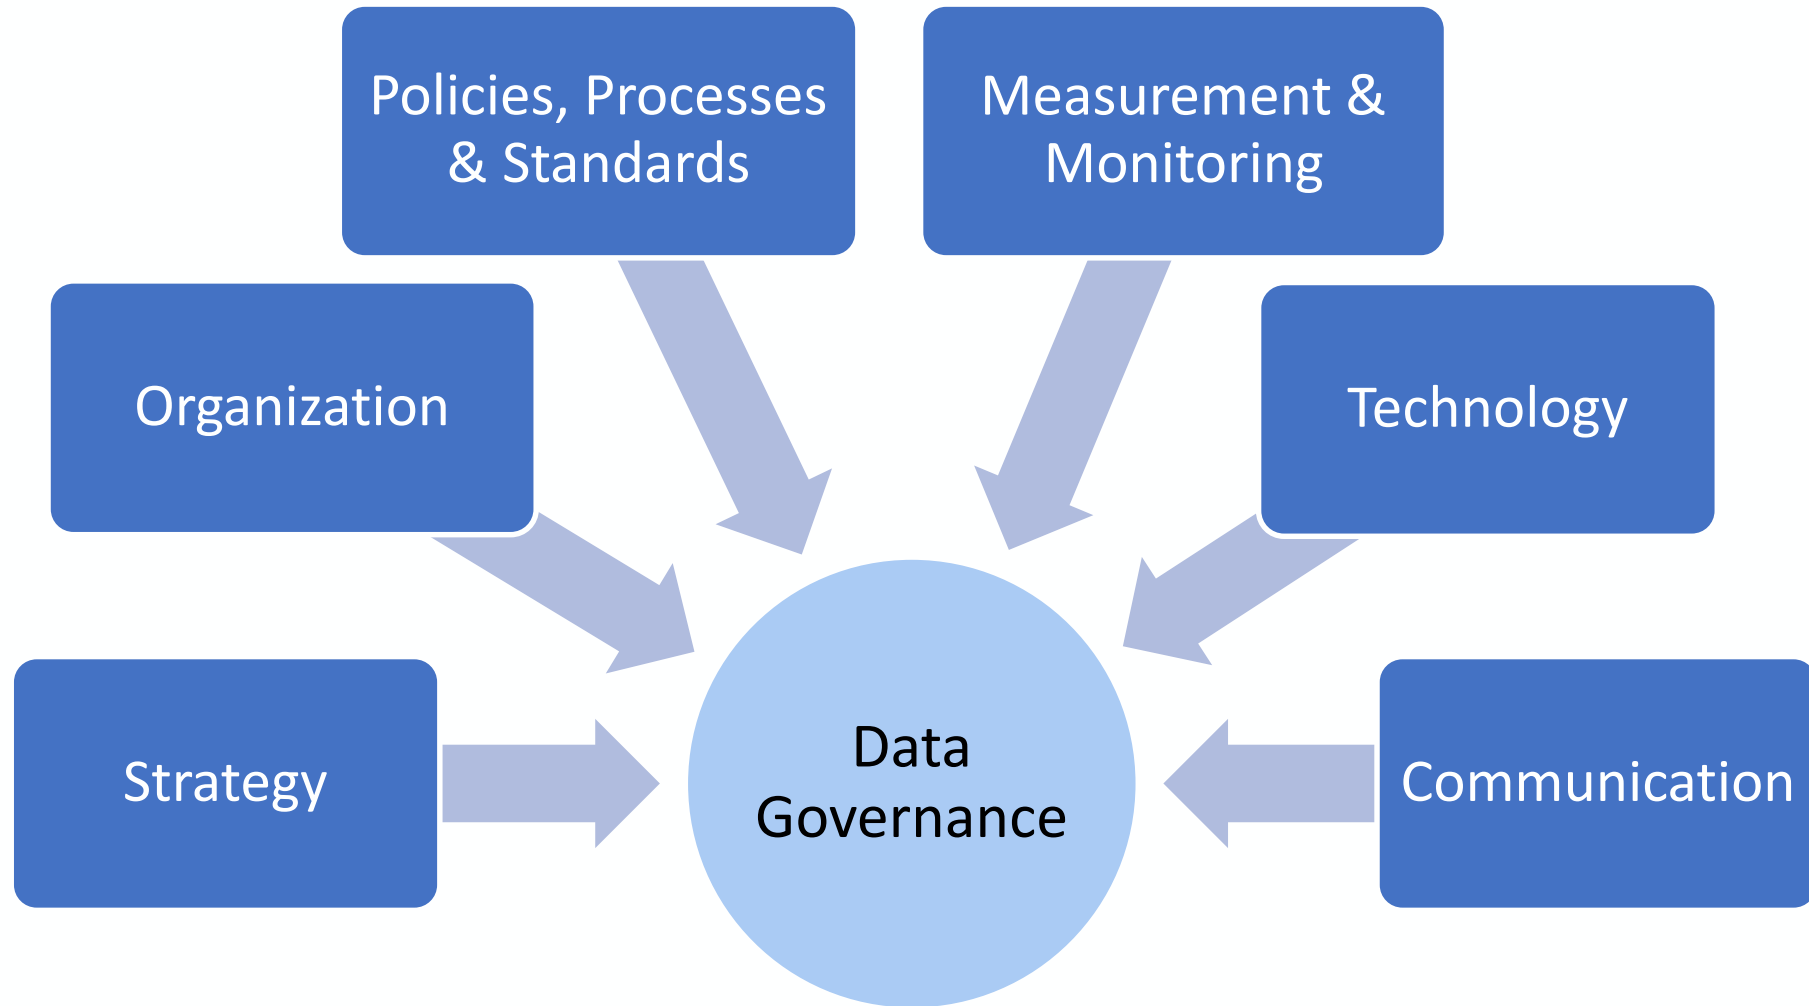 Policies, Processes
& Standards
Measurement &
Monitoring
Organization
Technology
Strategy
Data
Governance
Communication